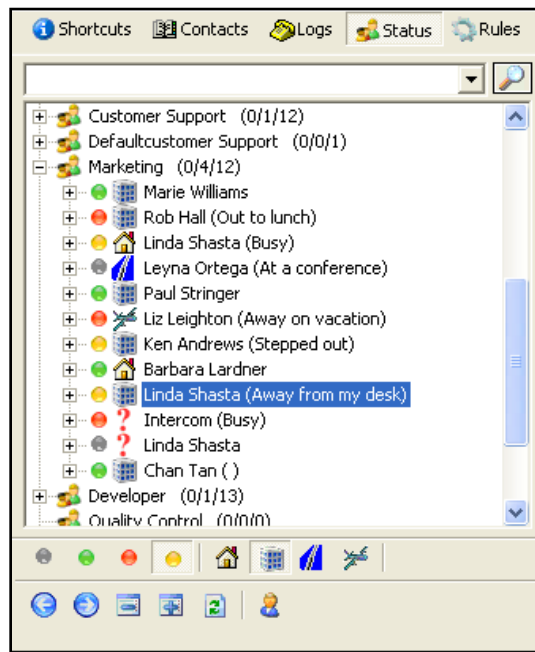 Shortcuts Contacts Logs Status Rules
Customer Support (0/1/12)
Defaultcustomer Support (0/0/1)
Marketing (0/4/12)
Marie Williams
Rob Hall (Out to lunch)
Linda Shasta (Busy)
Leyna Ortega (At a conference)
Paul Stringer
Liz Leighton (Away on vacation)
Ken Andrews (Stepped out)
Barbara Lardner
Linda Shasta (Away from my desk)
? Intercom (Busy)
? Linda Shasta
Chan Tan ( )
Developer (0/1/13)
Quality Control (0/0/0)